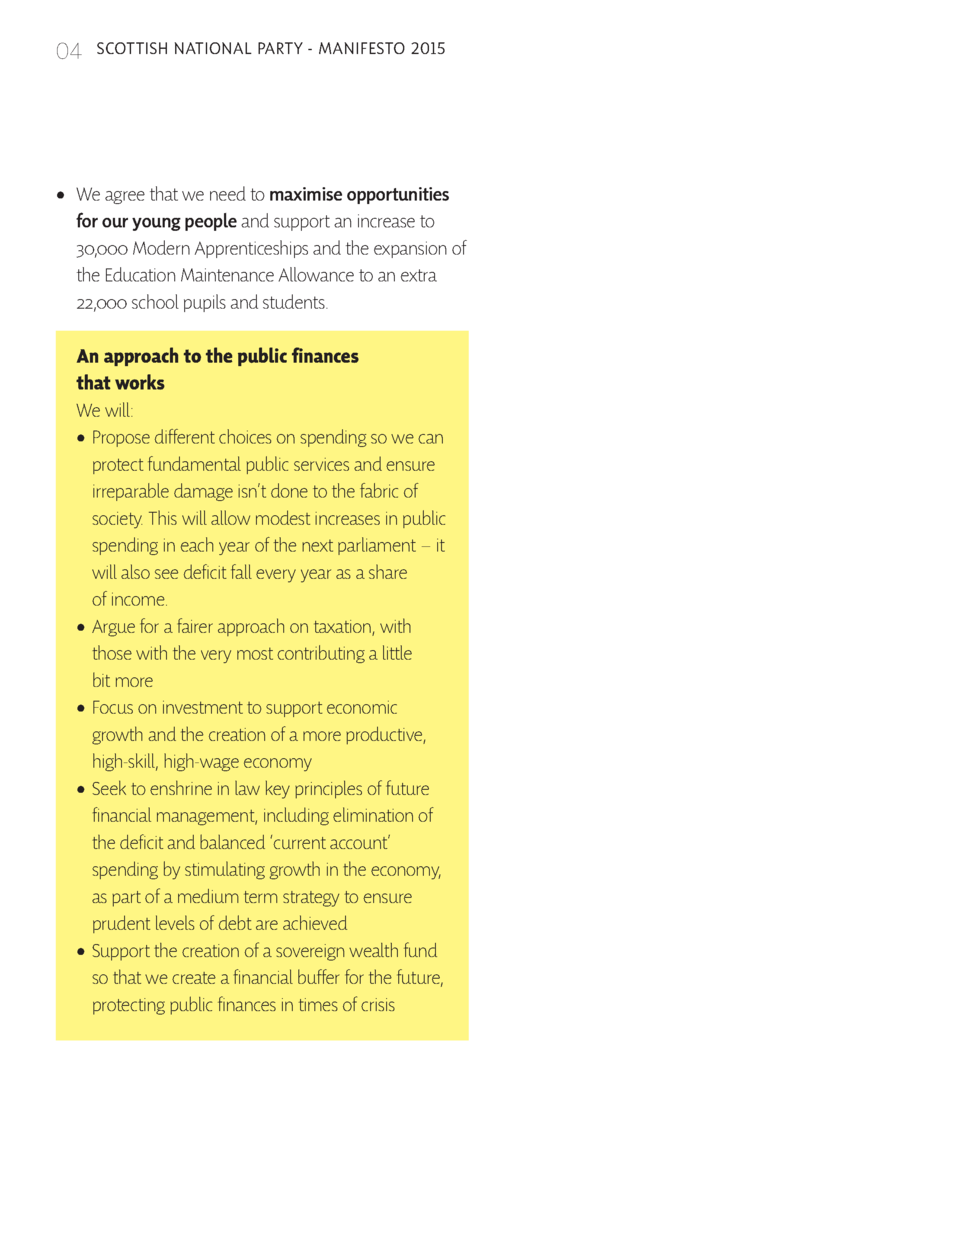 04 SCOTTISH NATIONAL PARTY - MANIFESTO 2015
• We agree that we need to maximise opportunities
for our young people and support an increase to
30,000 Modern Apprenticeships and the expansion of
the Education Maintenance Allowance to an extra
22,000 school pupils and students.
An approach to the public finances
that works
We will:
• Propose different choices on spending so we can
protect fundamental public services and ensure
irreparable damage isn’t done to the fabric of
society. This will allow modest increases in public
spending in each year of the next parliament – it
will also see deficit fall every year as a share
of income.
• Argue for a fairer approach on taxation, with
those with the very most contributing a little
bit more
• Focus on investment to support economic
growth and the creation of a more productive,
high-skill, high-wage economy
• Seek to enshrine in law key principles of future
financial management, including elimination of
the deficit and balanced ‘current account’
spending by stimulating growth in the economy,
as part of a medium term strategy to ensure
prudent levels of debt are achieved
• Support the creation of a sovereign wealth fund
so that we create a financial buffer for the future,
protecting public finances in times of crisis